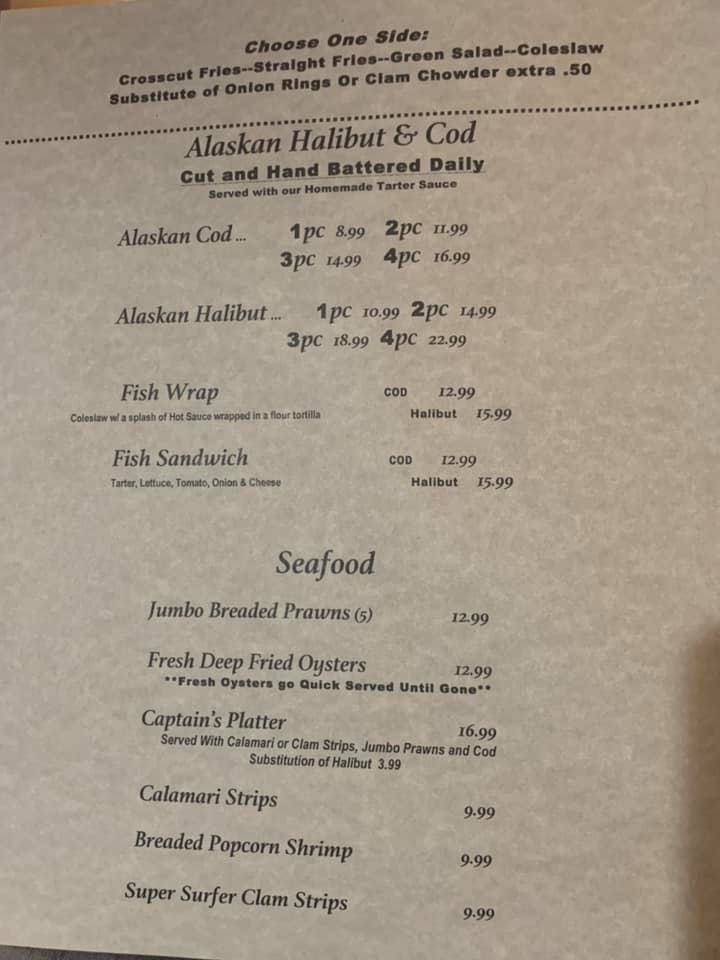 Choose One Side:
Crosscut Fries--Straight Fries--Green Salad--Coleslaw
Substitute of Onion Rings Or Clam Chowder extra .50
Alaskan Halibut & Cod
Cut and Hand Battered Daily
Served with our Homemade Tarter Sauce
Alaskan Cod ... 1pc 8.99 2pc 11.99
3pc 14.99 4pc 16.99
Alaskan Halibut ... 1pc 10.99 2pc 14.99
3pc 18.99 4pc 22.99
Fish Wrap COD 12.99
Coleslaw w/ a splash of Hot Sauce wrapped in a flour tortilla Halibut 15.99
Fish Sandwich COD 12.99
Tarter, Lettuce, Tomato, Onion & Cheese Halibut 15.99
Seafood
Jumbo Breaded Prawns (5) 12.99
Fresh Deep Fried Oysters 12.99
**Fresh Oysters go Quick Served Until Gone**
Captain's Platter 16.99
Served With Calamari or Clam Strips, Jumbo Prawns and Cod
Substitution of Halibut 3.99
Calamari Strips 9.99
Breaded Popcorn Shrimp 9.99
Super Surfer Clam Strips 9.99